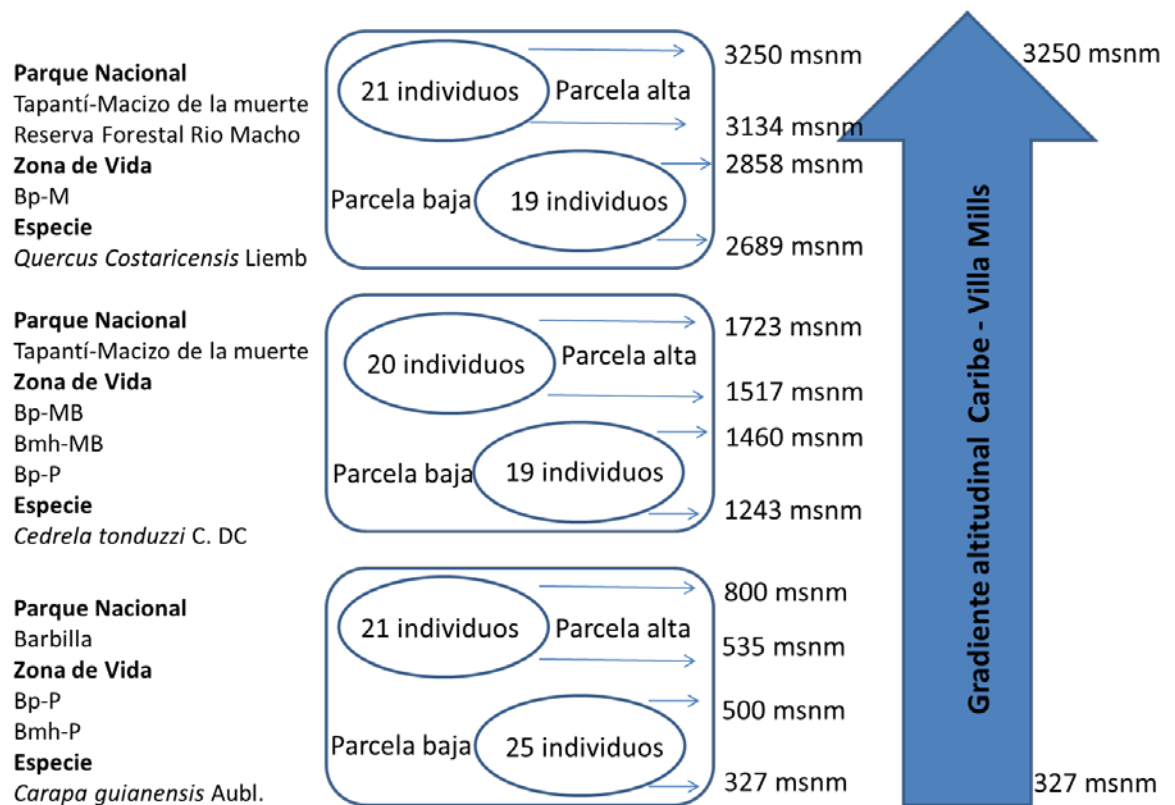 Parque Nacional
Tapantí-Macizo de la muerte
Reserva Forestal Rio Macho
Zona de Vida
Bp-M
Especie
Quercus Costaricensis Liemb
21 individuos
Parcela alta
Parcela baja
19 individuos
3250 msnm
3134 msnm
2858 msnm
2689 msnm
Parque Nacional
Tapantí-Macizo de la muerte
Zona de Vida
Bp-MB
Bmh-MB
Bp-P
Especie
Cedrela tonduzzi C. DC
20 individuos
Parcela alta
Parcela baja
19 individuos
1723 msnm
1517 msnm
1460 msnm
1243 msnm
Parque Nacional
Barbilla
Zona de Vida
Bp-P
Bmh-P
Especie
Carapa guianensis Aubl.
21 individuos
Parcela alta
Parcela baja
25 individuos
800 msnm
535 msnm
500 msnm
327 msnm
3250 msnm
Gradiente altitudinal Caribe - Villa Mills
327 msnm